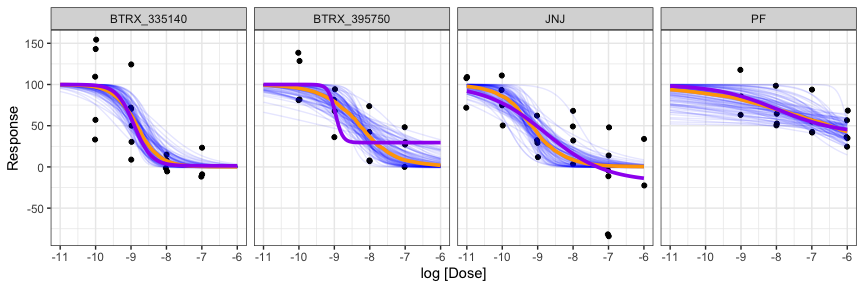 BTRX_335140 BTRX_395750 JNJ PF
150
100
50
0
-50
Response
-11 -10 -9 -8 -7 -6 -11 -10 -9 -8 -7 -6 -11 -10 -9 -8 -7 -6 -11 -10 -9 -8 -7 -6
log [Dose]